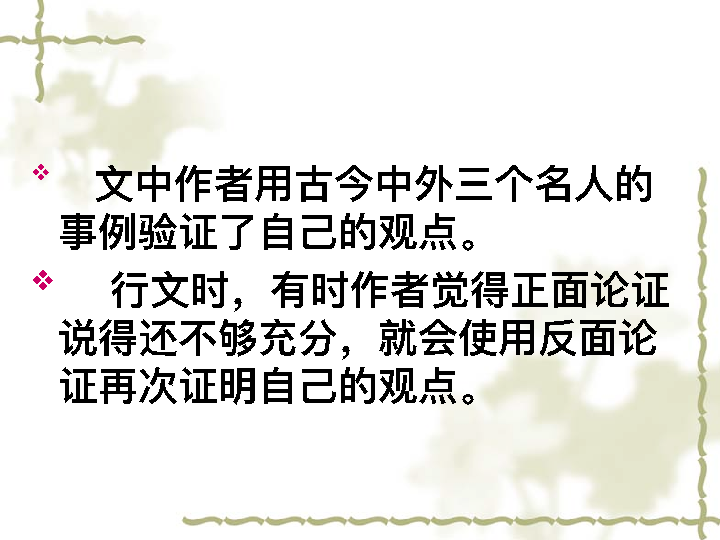 文中作者用古今中外三个名人的
事例验证了自己的观点。
行文时，有时作者觉得正面论证
说得还不够充分，就会使用反面论
证再次证明自己的观点。